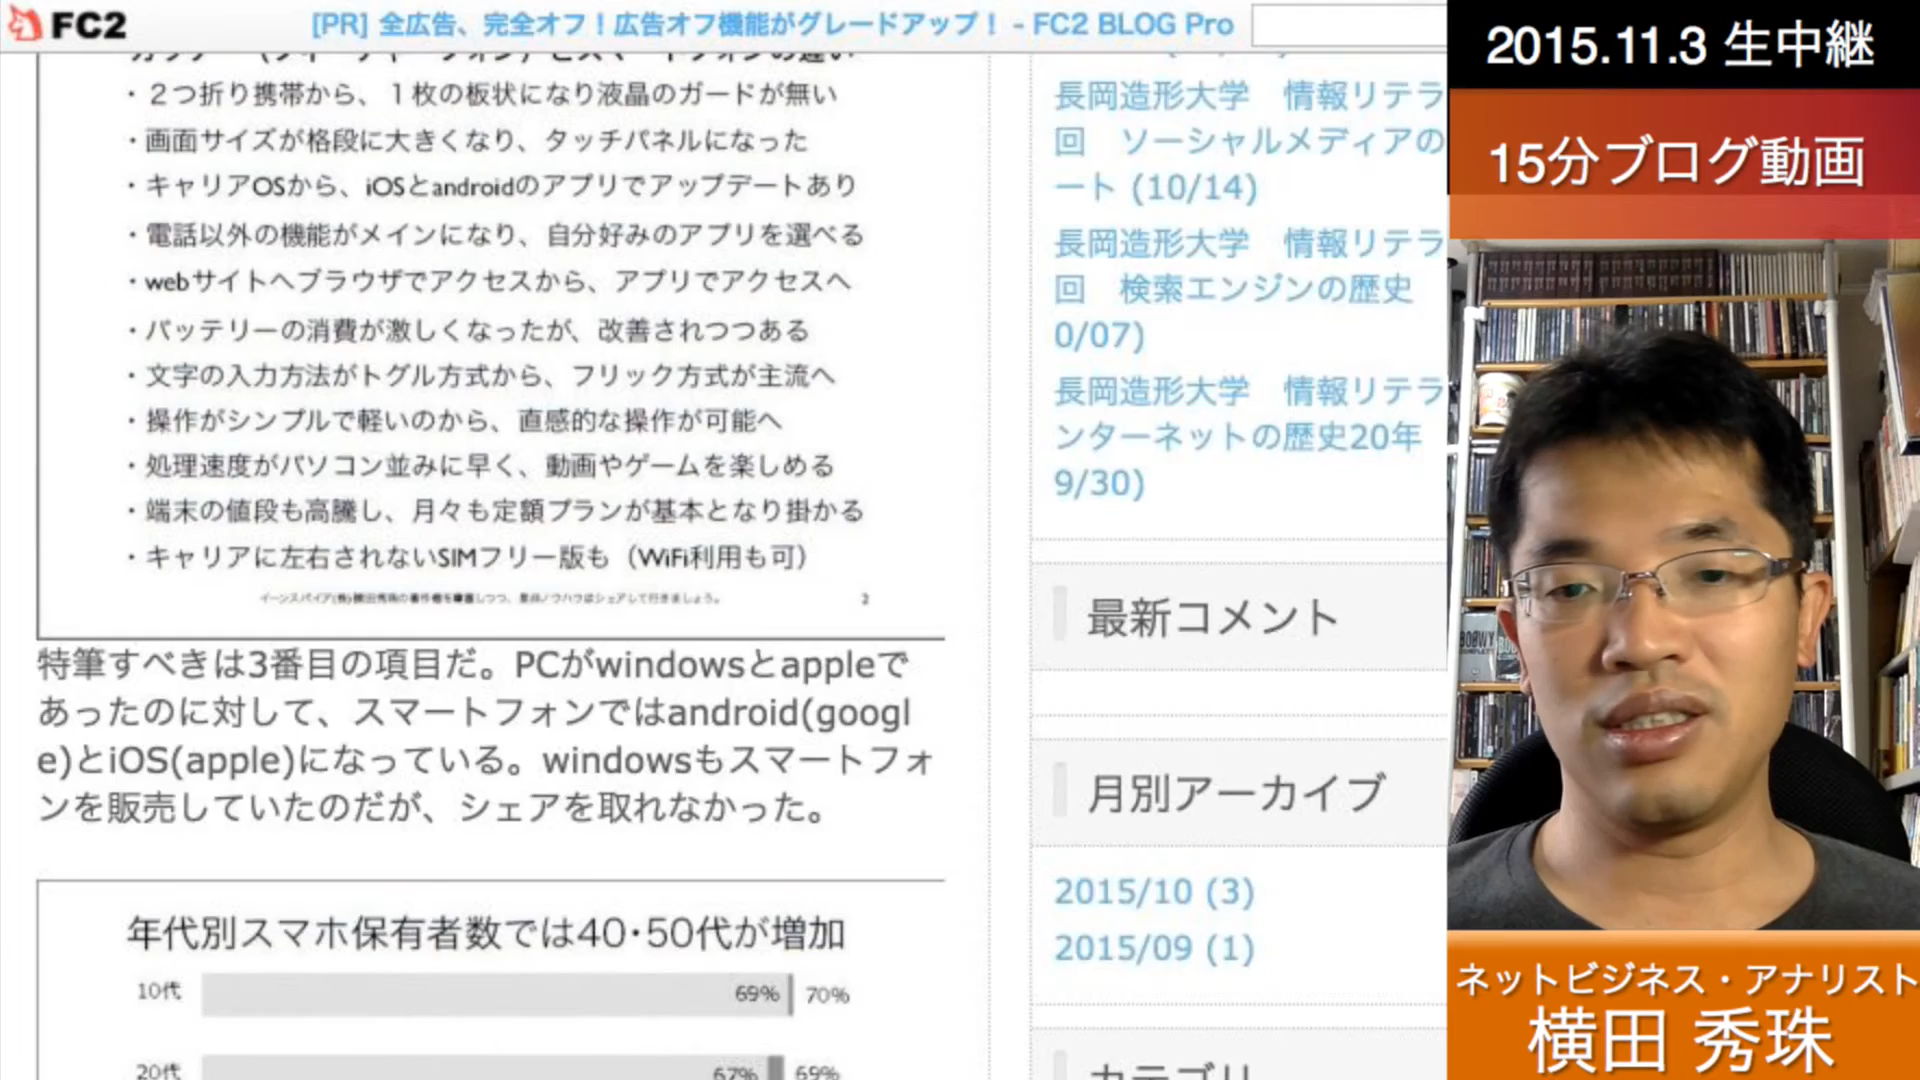 FC2
[PR] 全広告、完全オフ！広告オフ機能がグレードアップ！ - FC2 BLOG Pro
・２つ折り携帯から、１枚の板状になり液晶のガードが無い
・画面サイズが格段に大きくなり、タッチパネルになった
・キャリアOSから、iOSとandroidのアプリでアップデートあり
・電話以外の機能がメインになり、自分好みのアプリを選べる
・webサイトへブラウザでアクセスから、アプリでアクセスへ
・バッテリーの消費が激しくなったが、改善されつつある
・文字の入力方法がトグル方式から、フリック方式が主流へ
・操作がシンプルで軽いのから、直感的な操作が可能へ
・処理速度がパソコン並みに早く、動画やゲームを楽しめる
・端末の値段も高騰し、月々も定額プランが基本となり掛かる
・キャリアに左右されないSIMフリー版も（WiFi利用も可）
2
特筆すべきは3番目の項目だ。PCがwindowsとappleで
あったのに対して、スマートフォンではandroid(googl
e)とiOS(apple)になっている。windowsもスマートフォ
ンを販売していたのだが、シェアを取れなかった。
年代別スマホ保有者数では40・50代が増加
10代 69% 70%
20代 67% 69%
長岡造形大学　情報リテラ
回　ソーシャルメディアの
ート (10/14)
長岡造形大学　情報リテラ
回　検索エンジンの歴史
0/07)
長岡造形大学　情報リテラ
ンターネットの歴史20年
9/30)
最新コメント
月別アーカイブ
2015/10 (3)
2015/09 (1)
カテゴリ
2015.11.3 生中継
15分ブログ動画
BOØWY
ネットビジネス・アナリスト
横田 秀珠